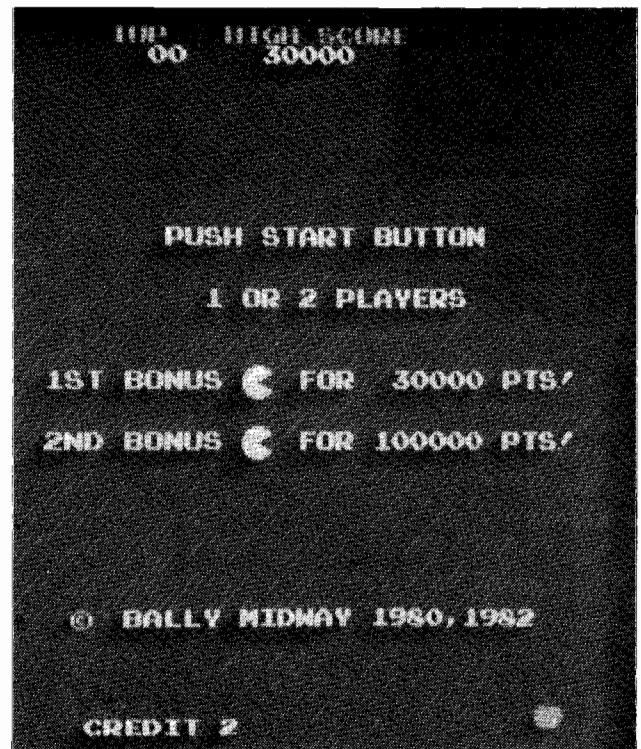 1UP HIGH SCORE
00 30000
PUSH START BUTTON
1 OR 2 PLAYERS
1ST BONUS FOR 30000 PTS!
2ND BONUS FOR 100000 PTS!
© BALLY MIDWAY 1980,1982
CREDIT 2